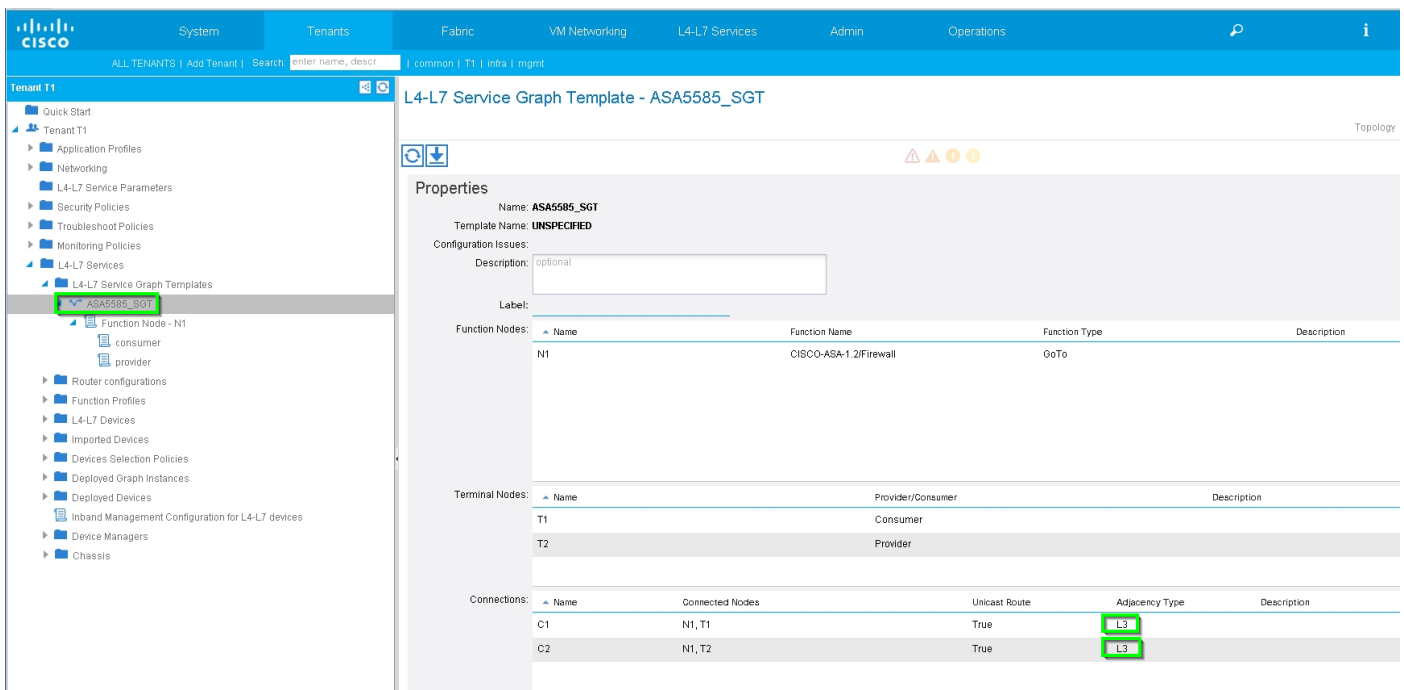 CISCO
System Tenants Fabric VM Networking L4-L7 Services Admin Operations i
ALL TENANTS | Add Tenant | Search: enter name, descr | common | T1 | infra | mgmt
Tenant T1
Quick Start
Tenant T1
Application Profiles
Networking
L4-L7 Service Parameters
Security Policies
Troubleshoot Policies
Monitoring Policies
L4-L7 Services
L4-L7 Service Graph Templates
ASA5585_SGT
Function Node - N1
consumer
provider
Router configurations
Function Profiles
L4-L7 Devices
Imported Devices
Devices Selection Policies
Deployed Graph Instances
Deployed Devices
Inband Management Configuration for L4-L7 devices
Device Managers
Chassis
L4-L7 Service Graph Template - ASA5585_SGT
Topology
Properties
Name: ASA5585_SGT
Template Name: UNSPECIFIED
Configuration Issues:
Description: optional
Label:
Function Nodes: Name Function Name Function Type Description
N1 CISCO-ASA-1.2/Firewall GoTo
Terminal Nodes: Name Provider/Consumer Description
T1 Consumer
T2 Provider
Connections: Name Connected Nodes Unicast Route Adjacency Type Description
C1 N1, T1 True L3
C2 N1, T2 True L3